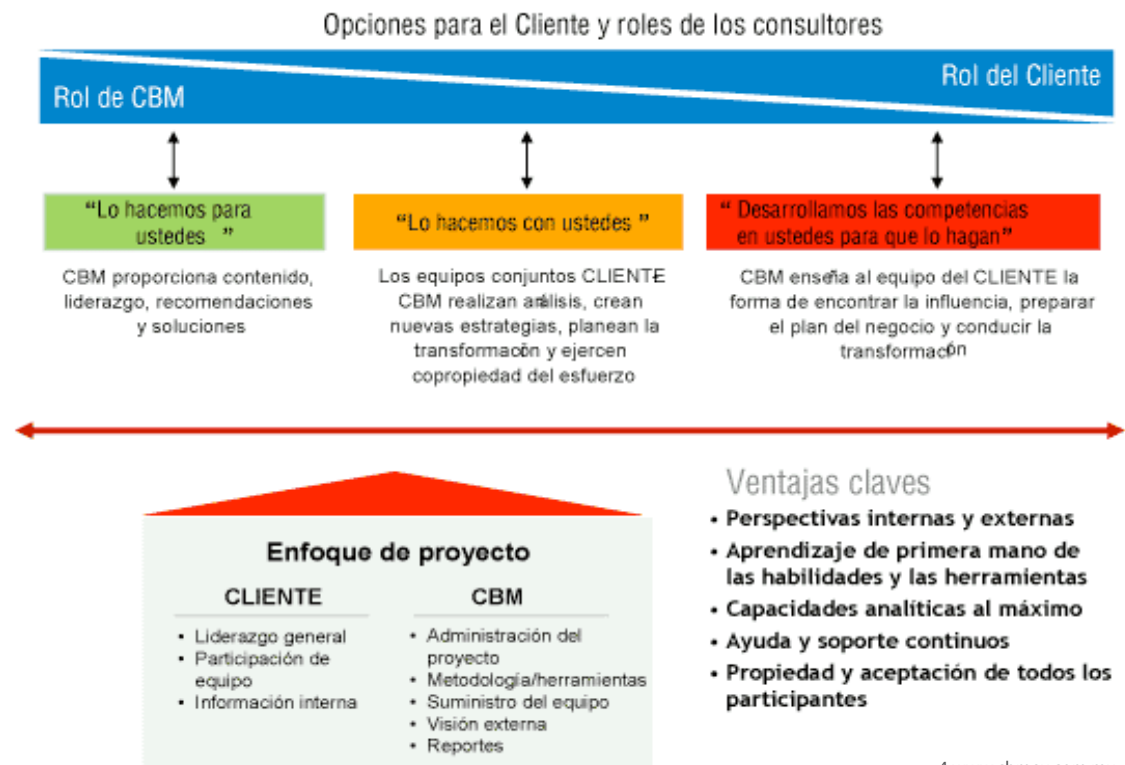 Opciones para el Cliente y roles de los consultores
Rol de CBM
Rol del Cliente
“Lo hacemos para
ustedes ”
“Lo hacemos con ustedes ”
“ Desarrollamos las competencias
en ustedes para que lo hagan”
CBM proporciona contenido,
liderazgo, recomendaciones
y soluciones
Los equipos conjuntos CLIENTE
CBM realizan análisis, crean
nuevas estrategias, planean la
transformación y ejercen
copropiedad del esfuerzo
CBM enseña al equipo del CLIENTE la
forma de encontrar la influencia, preparar
el plan del negocio y conducir la
transformación
Enfoque de proyecto
CLIENTE
• Liderazgo general
• Participación de
equipo
• Información interna
CBM
• Administración del
proyecto
• Metodología/herramientas
• Suministro del equipo
• Visión externa
• Reportes
Ventajas claves
• Perspectivas internas y externas
• Aprendizaje de primera mano de
las habilidades y las herramientas
• Capacidades analíticas al máximo
• Ayuda y soporte continuos
• Propiedad y aceptación de todos los
participantes